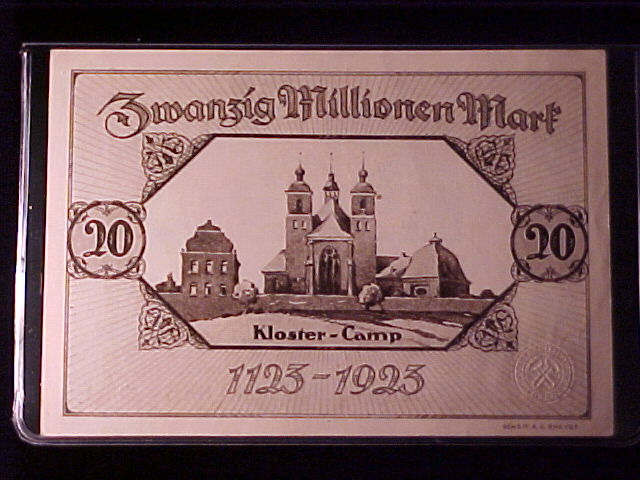 Zwanzig Millionen Mark
20
20
Kloster-Camp
1123-1923